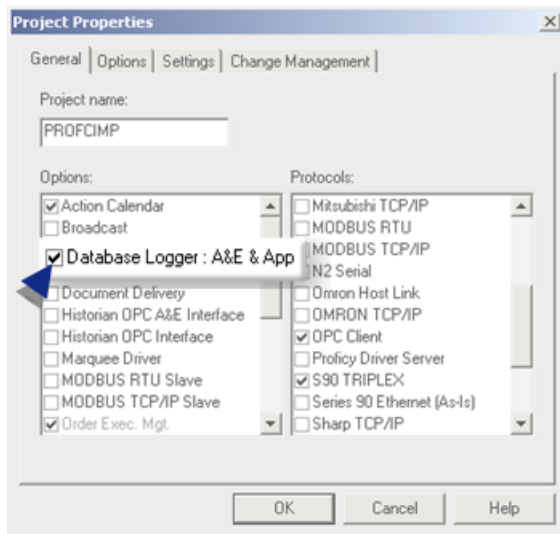 Project Properties
General Options Settings Change Management
Project name:
PROFCIMP
Options:
Action Calendar
Broadcast
Database Logger : A&E & App
Document Delivery
Historian OPC A&E Interface
Historian OPC Interface
Marquee Driver
MODBUS RTU Slave
MODBUS TCP/IP Slave
Order Exec. Mgt.
Protocols:
Mitsubishi TCP/IP
MODBUS RTU
MODBUS TCP/IP
N2 Serial
Omron Host Link
OMRON TCP/IP
OPC Client
Proficy Driver Server
S90 TRIPLEX
Series 90 Ethernet (As-Is)
Sharp TCP/IP
OK Cancel Help